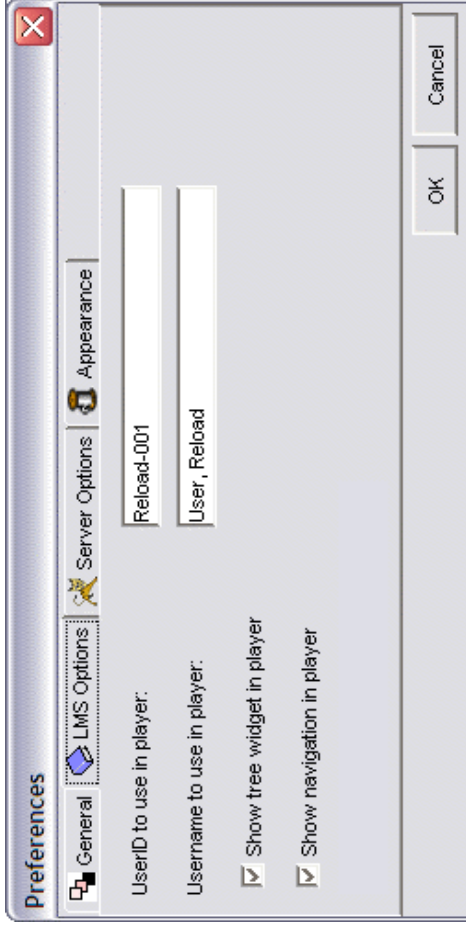 Preferences
General LMS Options Server Options Appearance
UserID to use in player: Reload-001
Username to use in player: User, Reload
Show tree widget in player
Show navigation in player
OK Cancel